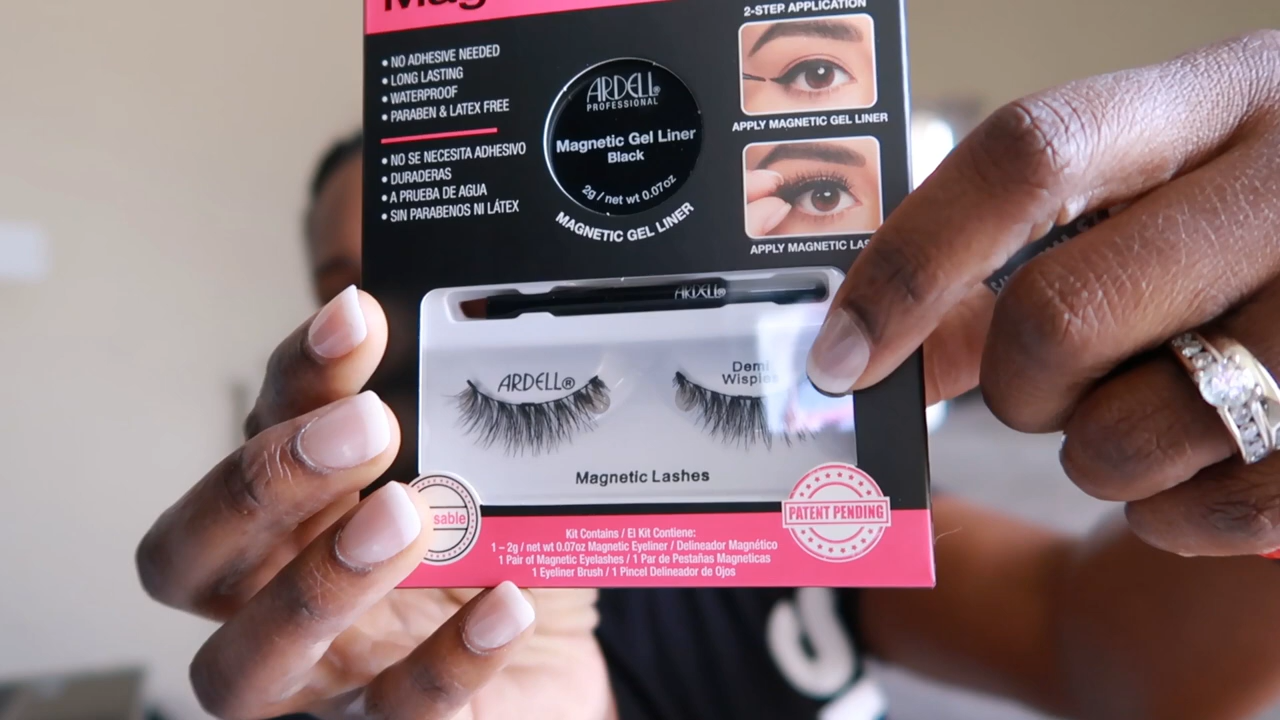 • NO ADHESIVE NEEDED
• LONG LASTING
• WATERPROOF
• PARABEN & LATEX FREE
• NO SE NECESITA ADHESIVO
• DURADERAS
• A PRUEBA DE AGUA
• SIN PARABENOS NI LÁTEX
ARDELL®
PROFESSIONAL
Magnetic Gel Liner
Black
2g / net wt 0.07oz
MAGNETIC GEL LINER
2-STEP APPLICATION
APPLY MAGNETIC GEL LINER
APPLY MAGNETIC LAS
ARDELL®
ARDELL®
Demi
Wispies
Magnetic Lashes
sable
PATENT PENDING
Kit Contains / El Kit Contiene:
1 – 2g / net wt 0.07oz Magnetic Eyeliner / Delineador Magnético
1 Pair of Magnetic Eyelashes / 1 Par de Pestañas Magneticas
1 Eyeliner Brush / 1 Pincel Delineador de Ojos